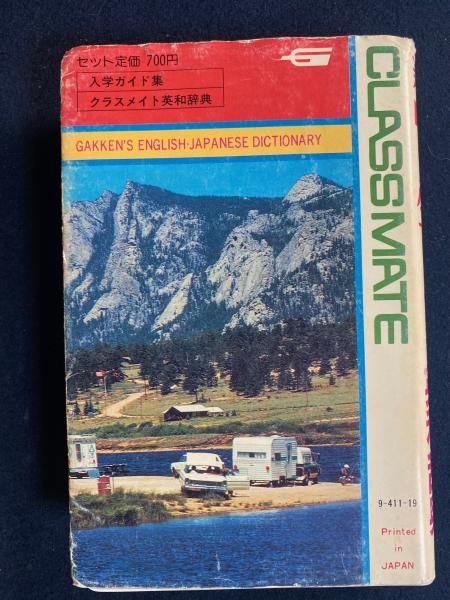 セット定価 700円
入学ガイド集
クラスメイト英和辞典
GAKKEN'S ENGLISH-JAPANESE DICTIONARY
CLASSMATE
9-411-19
Printed
in
JAPAN